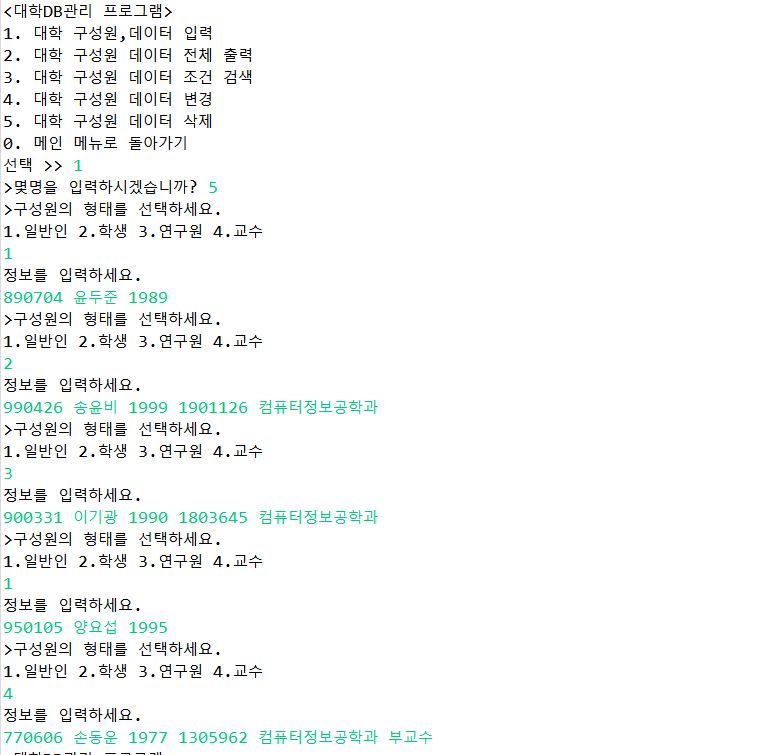 <대학DB관리 프로그램>
1. 대학 구성원,데이터 입력
2. 대학 구성원 데이터 전체 출력
3. 대학 구성원 데이터 조건 검색
4. 대학 구성원 데이터 변경
5. 대학 구성원 데이터 삭제
0. 메인 메뉴로 돌아가기
선택 >> 1
>몇명을 입력하시겠습니까? 5
>구성원의 형태를 선택하세요.
1.일반인 2.학생 3.연구원 4.교수
1
정보를 입력하세요.
890704 윤두준 1989
>구성원의 형태를 선택하세요.
1.일반인 2.학생 3.연구원 4.교수
2
정보를 입력하세요.
990426 송윤비 1999 1901126 컴퓨터정보공학과
>구성원의 형태를 선택하세요.
1.일반인 2.학생 3.연구원 4.교수
3
정보를 입력하세요.
900331 이기광 1990 1803645 컴퓨터정보공학과
>구성원의 형태를 선택하세요.
1.일반인 2.학생 3.연구원 4.교수
1
정보를 입력하세요.
950105 양요섭 1995
>구성원의 형태를 선택하세요.
1.일반인 2.학생 3.연구원 4.교수
4
정보를 입력하세요.
770606 손동운 1977 1305962 컴퓨터정보공학과 부교수